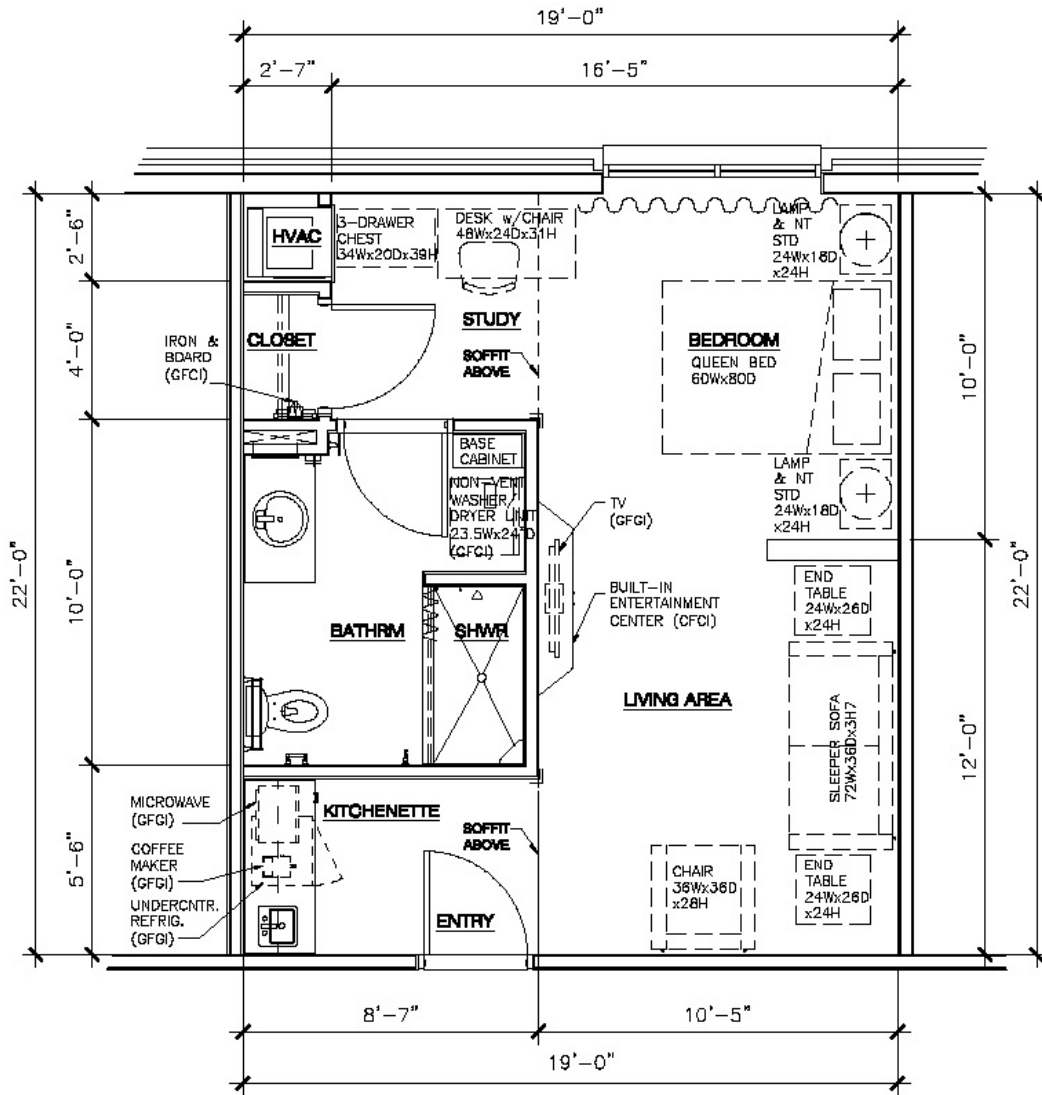 19'-0"
2'-7"
16'-5"
2'-6"
4'-0"
10'-0"
5'-6"
22'-0"
HVAC
3-DRAWER
CHEST
34Wx20Dx39H
DESK w/CHAIR
48Wx24Dx31H
LAMP
& NT
STD
24Wx18D
x24H
IRON &
BOARD
(GFCI)
CLOSET
STUDY
SOFFIT
ABOVE
BEDROOM
QUEEN BED
60Wx80D
10'-0"
BASE
CABINET
NON-VENT
WASHER/
DRYER UNIT
23.5Wx24"D
(GFCI)
LAMP
& NT
STD
24Wx18D
x24H
TV
(GFGI)
22'-0"
BATHRM
SHWR
BUILT-IN
ENTERTAINMENT
CENTER (CFCI)
END
TABLE
24Wx26D
x24H
LIVING AREA
SLEEPER SOFA
72Wx36Dx3H7
12'-0"
MICROWAVE
(GFGI)
COFFEE
MAKER
(GFGI)
UNDERCNTR.
REFRIG.
(GFGI)
KITCHENETTE
SOFFIT
ABOVE
ENTRY
CHAIR
36Wx36D
x28H
END
TABLE
24Wx26D
x24H
8'-7"
10'-5"
19'-0"